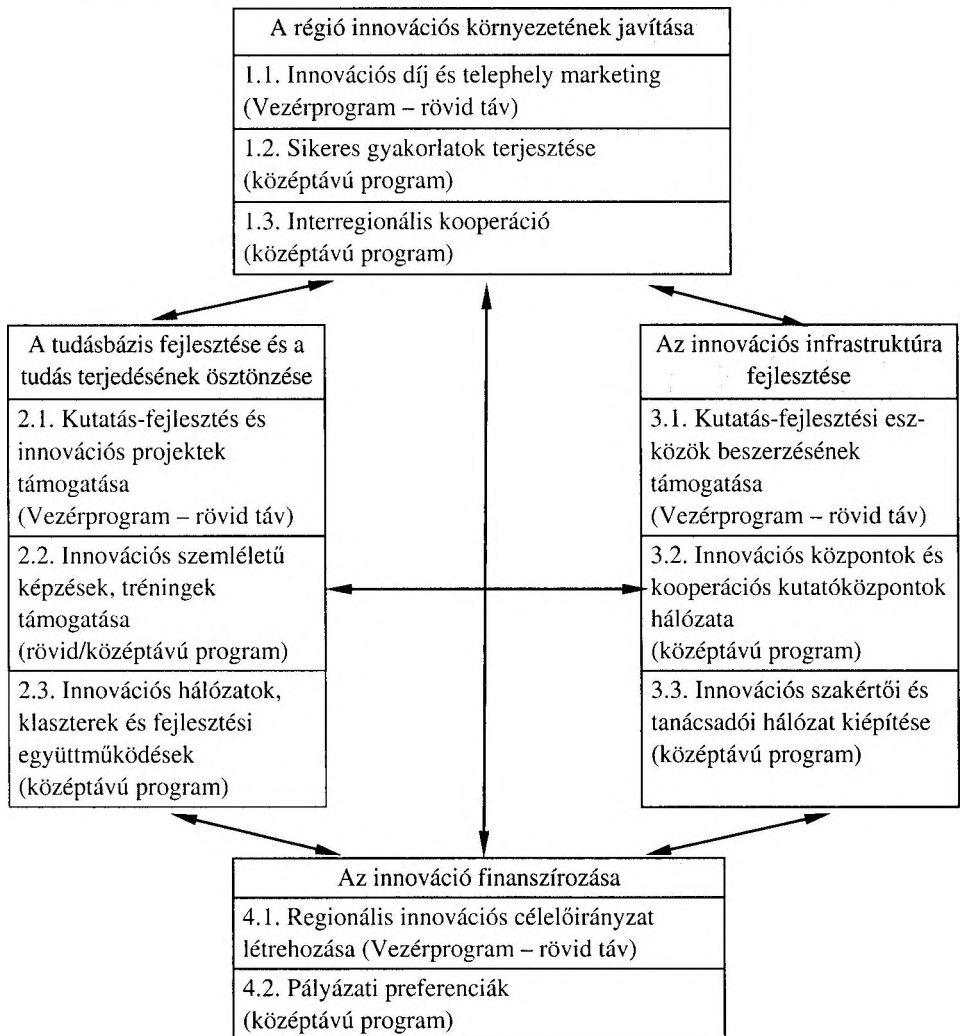 A régió innovációs környezetének javítása
1.1. Innovációs díj és telephely marketing
(Vezérprogram – rövid táv)
1.2. Sikeres gyakorlatok terjesztése
(középtávú program)
1.3. Interregionális kooperáció
(középtávú program)
A tudásbázis fejlesztése és a
tudás terjedésének ösztönzése
2.1. Kutatás-fejlesztés és
innovációs projektek
támogatása
(Vezérprogram – rövid táv)
2.2. Innovációs szemléletű
képzések, tréningek
támogatása
(rövid/középtávú program)
2.3. Innovációs hálózatok,
klaszterek és fejlesztési
együttműködések
(középtávú program)
Az innovációs infrastruktúra
fejlesztése
3.1. Kutatás-fejlesztési esz-
közök beszerzésének
támogatása
(Vezérprogram – rövid táv)
3.2. Innovációs központok és
kooperációs kutatóközpontok
hálózata
(középtávú program)
3.3. Innovációs szakértői és
tanácsadói hálózat kiépítése
(középtávú program)
Az innováció finanszírozása
4.1. Regionális innovációs célelőirányzat
létrehozása (Vezérprogram – rövid táv)
4.2. Pályázati preferenciák
(középtávú program)